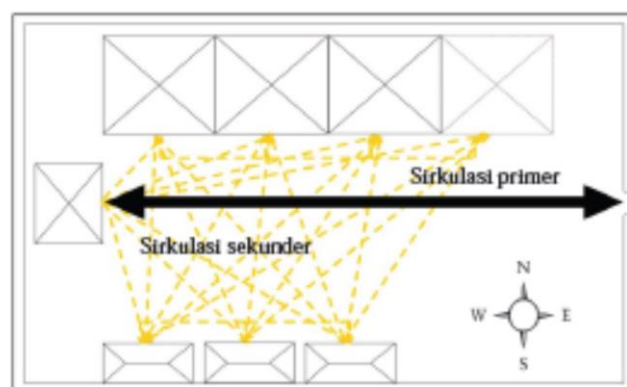 Sirkulasi primer
Sirkulasi sekunder
N
W E
S